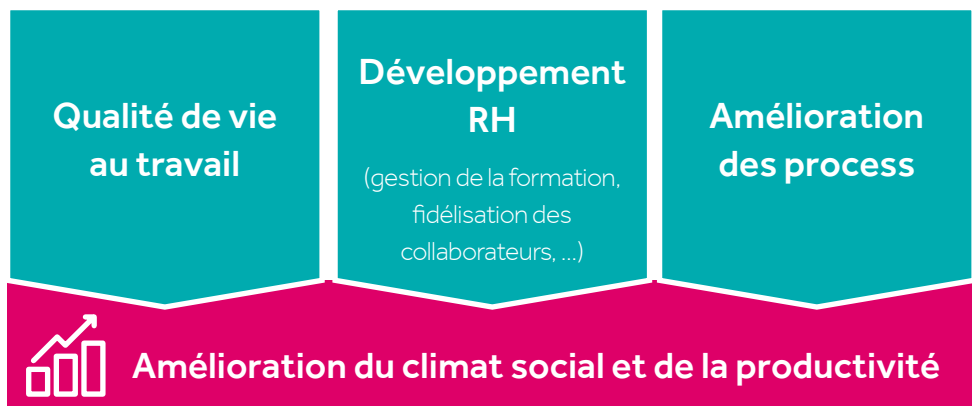 Qualité de vie
au travail
Développement
RH
(gestion de la formation,
fidélisation des
collaborateurs, ...)
Amélioration
des process
Amélioration du climat social et de la productivité